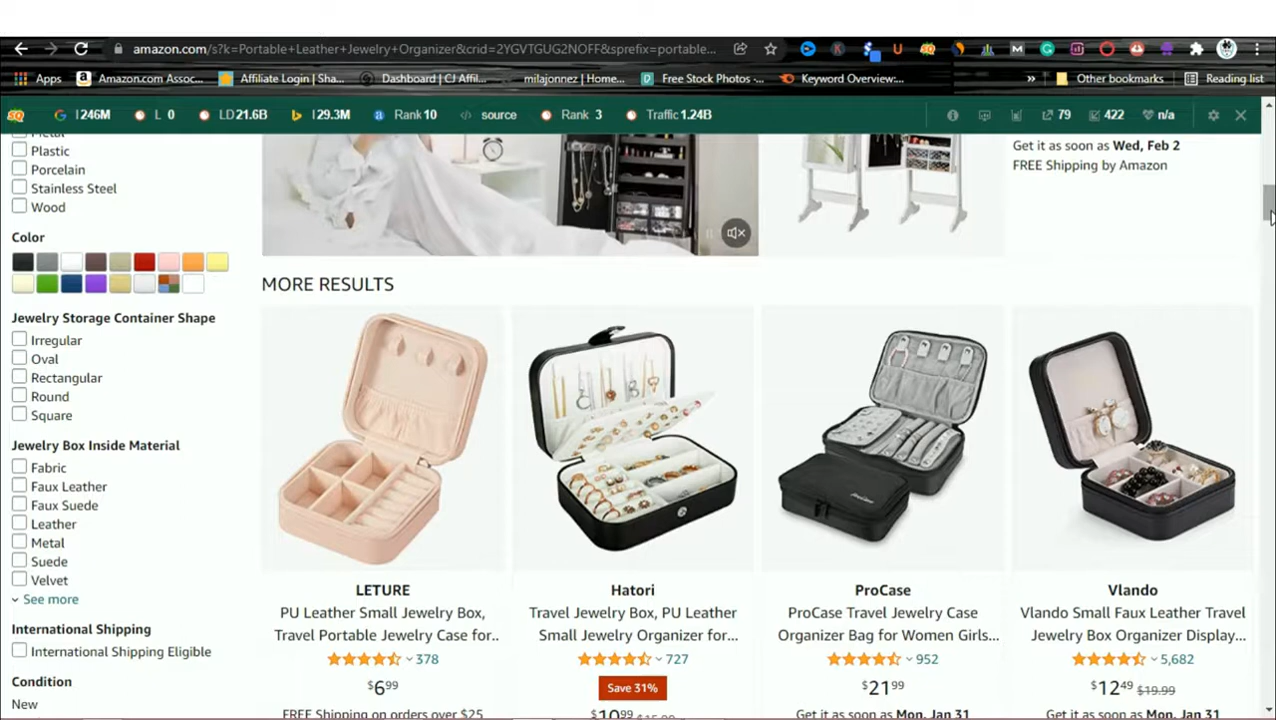 amazon.com/s?k=Portable+Leather+Jewelry+Organizer&crid=2YGVTGUG2NOFF&sprefix=portable...
Apps
Amazon.com Assoc...
Affiliate Login | Sha...
Dashboard | CJ Affil...
milajonnez | Home...
Free Stock Photos -...
Keyword Overview:...
»
Other bookmarks
Reading list
I 246M
L 0
LD 21.6B
I 29.3M
Rank 10
source
Rank 3
Traffic 1.24B
79
422
n/a
Plastic
Porcelain
Stainless Steel
Wood
Color
Jewelry Storage Container Shape
Irregular
Oval
Rectangular
Round
Square
Jewelry Box Inside Material
Fabric
Faux Leather
Faux Suede
Leather
Metal
Suede
Velvet
See more
International Shipping
International Shipping Eligible
Condition
New
Get it as soon as Wed, Feb 2
FREE Shipping by Amazon
MORE RESULTS
LETURE
PU Leather Small Jewelry Box,
Travel Portable Jewelry Case for...
378
$6.99
FREE Shipping on orders over $25
Hatori
Travel Jewelry Box, PU Leather
Small Jewelry Organizer for...
727
Save 31%
$10.99 $15.99
ProCase
ProCase
ProCase Travel Jewelry Case
Organizer Bag for Women Girls...
952
$21.99
Get it as soon as Mon, Jan 31
Vlando
Vlando Small Faux Leather Travel
Jewelry Box Organizer Display...
5,682
$12.49 $19.99
Get it as soon as Mon, Jan 31